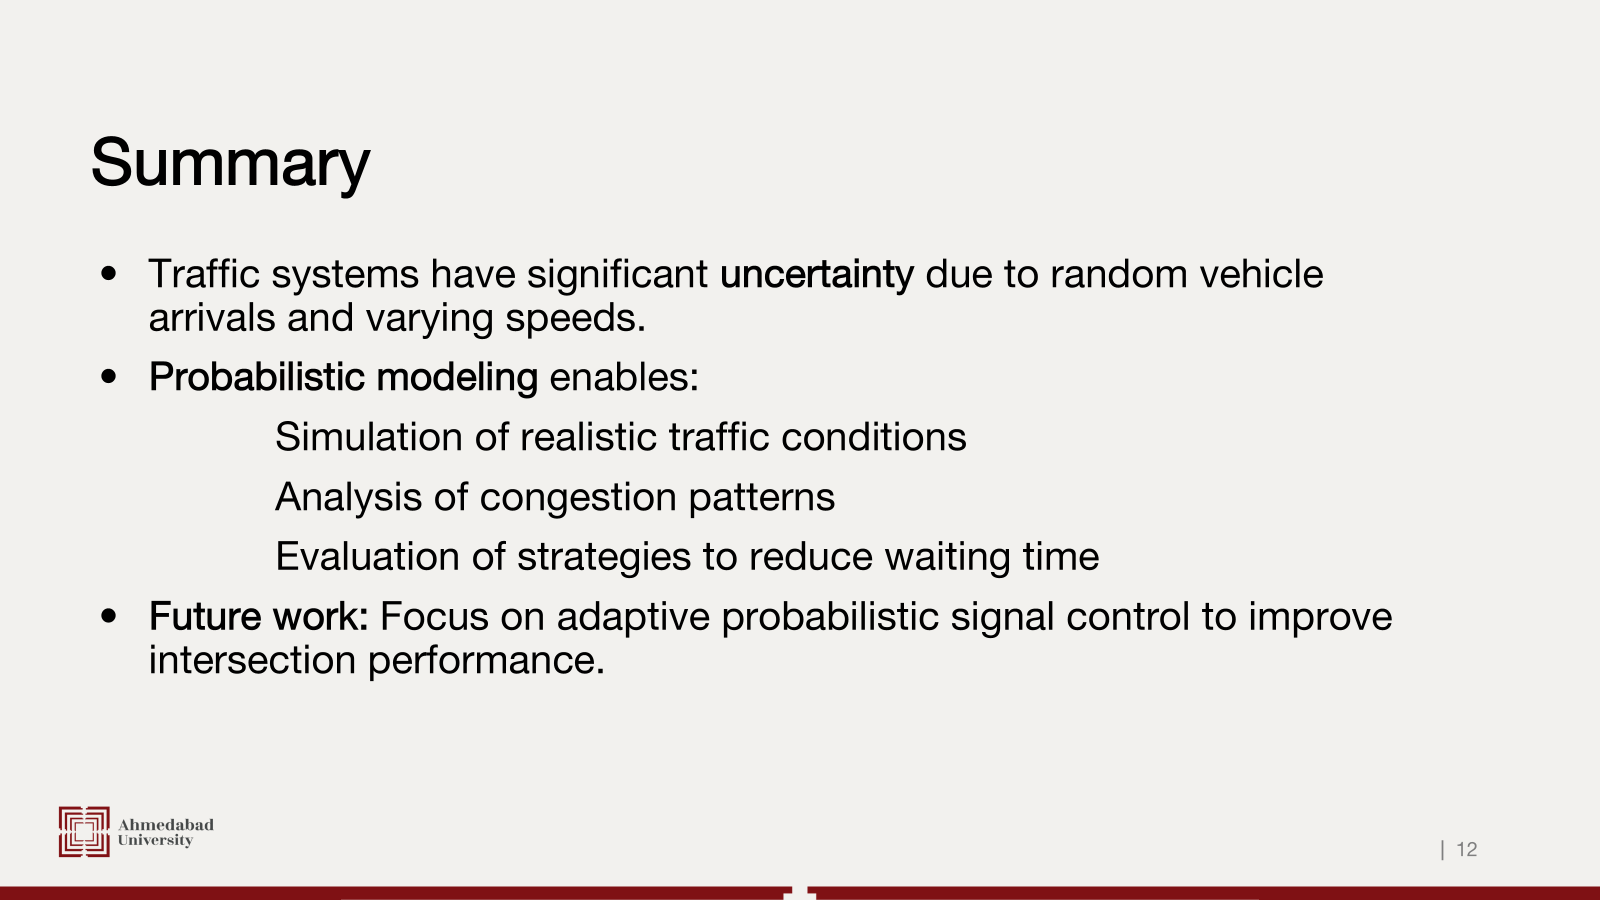 Summary
• Traffic systems have significant uncertainty due to random vehicle
arrivals and varying speeds.
• Probabilistic modeling enables:
Simulation of realistic traffic conditions
Analysis of congestion patterns
Evaluation of strategies to reduce waiting time
• Future work: Focus on adaptive probabilistic signal control to improve
intersection performance.
Ahmedabad
University
| 12